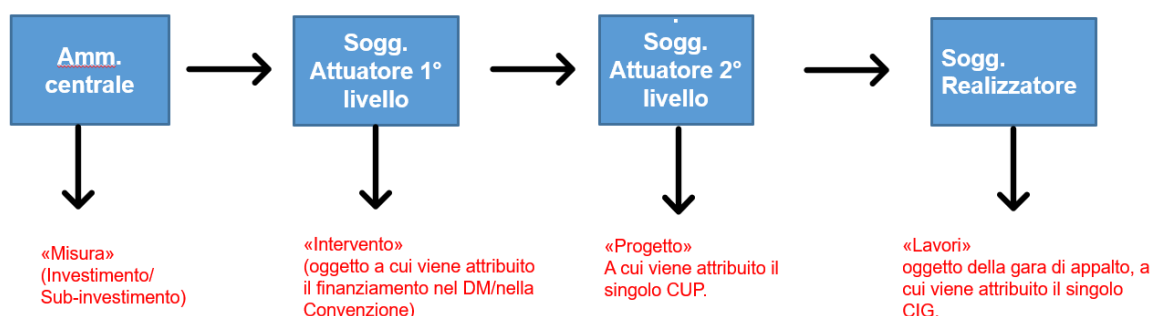 Amm.
centrale
Sogg.
Attuatore 1°
livello
.
Sogg.
Attuatore 2°
livello
Sogg.
Realizzatore
«Misura»
(Investimento/
Sub-investimento)
«Intervento»
(oggetto a cui viene attribuito
il finanziamento nel DM/nella
Convenzione)
«Progetto»
A cui viene attribuito il
singolo CUP.
«Lavori»
oggetto della gara di appalto, a
cui viene attribuito il singolo
CIG.